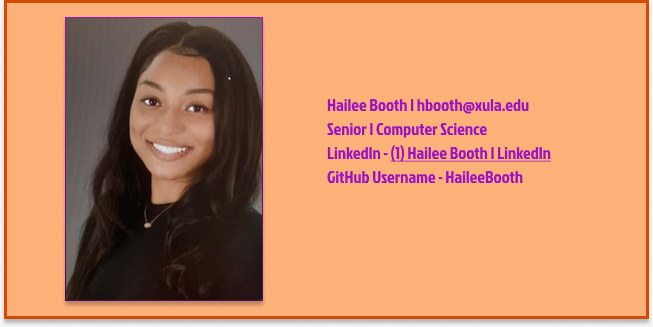 Hailee Booth | hbooth@xula.edu
Senior | Computer Science
LinkedIn - (1) Hailee Booth | LinkedIn
GitHub Username - HaileeBooth